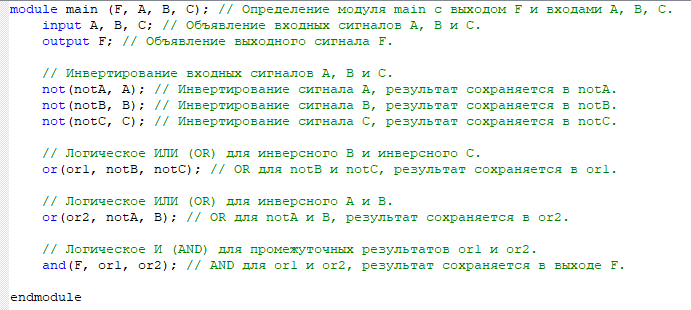 module main (F, A, B, C); // Определение модуля main с выходом F и входами A, B, C.
input A, B, C; // Объявление входных сигналов A, B и C.
output F; // Объявление выходного сигнала F.
// Инвертирование входных сигналов A, B и C.
not(notA, A); // Инвертирование сигнала A, результат сохраняется в notA.
not(notB, B); // Инвертирование сигнала B, результат сохраняется в notB.
not(notC, C); // Инвертирование сигнала C, результат сохраняется в notC.
// Логическое ИЛИ (OR) для инверсного B и инверсного C.
or(or1, notB, notC); // OR для notB и notC, результат сохраняется в or1.
// Логическое ИЛИ (OR) для инверсного A и B.
or(or2, notA, B); // OR для notA и B, результат сохраняется в or2.
// Логическое И (AND) для промежуточных результатов or1 и or2.
and(F, or1, or2); // AND для or1 и or2, результат сохраняется в выходе F.
endmodule